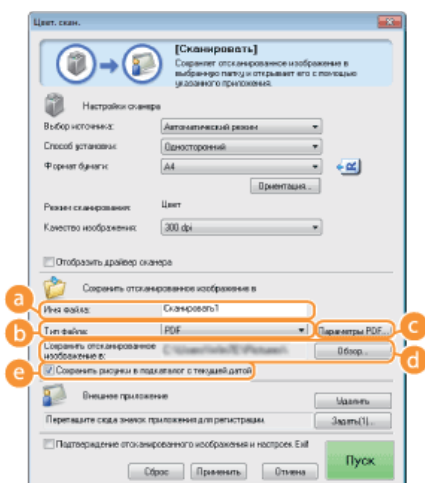 Цвет. скан.
[Сканировать]
Сохраняет отсканированное изображение в
выбранную папку и открывает его с помощью
указанного приложения.
Настройки сканера
Выбор источника: Автоматический режим
Способ установки: Односторонний
Формат бумаги: A4
R
Ориентация...
Режим сканирования: Цвет
Качество изображения: 300 dpi
Отобразить драйвер сканера
Сохранить отсканированное изображение в
a
Имя файла: Сканировать1
b
Тип файла: PDF Параметры PDF...
c
Сохранить отсканированное
изображение в: Обзор...
d
e
Сохранить рисунки в подкаталог с текущей датой
Внешнее приложение Удалить
Перетащите сюда значок приложения для регистрации. Задать(1)...
Подтверждение отсканированного изображения и настроек Exif
Сброс Применить Отмена Пуск